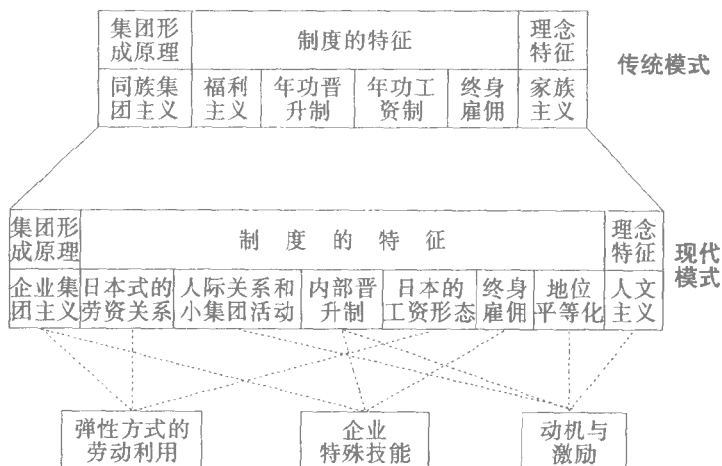 集团形
成原理
制度的特征
理念
特征
传统模式
同族集
团主义
福利
主义
年功晋
升制
年功工
资制
终身
雇佣
家族
主义
集团形
成原理
制度的特征
理念
特征
现代
模式
企业集
团主义
日本式的
劳资关系
人际关系和
小集团活动
内部晋
升制
日本的
工资形态
终身
雇佣
地位
平等化
人文
主义
弹性方式的
劳动利用
企业
特殊技能
动机与
激励